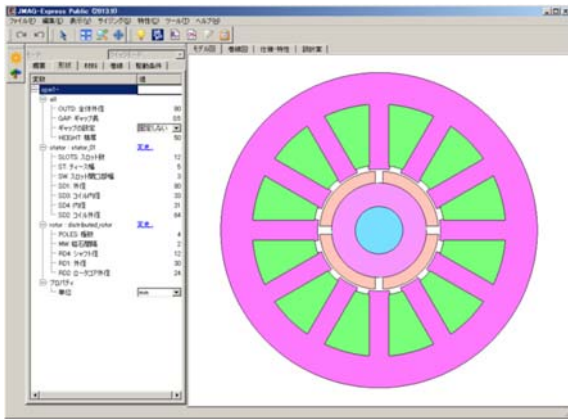 JMAG-Express Public (2013.0)
ファイル(F) 編集(E) 表示(V) サイジング(Z) 特性(C) ツール(T) ヘルプ(H)
モデル図 巻線図 仕様・特性 設計案
概要 形状 材料 巻線 駆動条件
変数 値
all
OUTD: 全体外径 80
GAP: ギャップ長 0.5
ギャップの設定 固定しない
HEIGHT: 積厚 50
stator : stator_01 変更...
SLOTS: スロット数 12
ST: ティース幅 5
SW: スロット開口部幅 3
SD1: 外径 80
SD3: コイル内径 33
SD4: 内径 31
SD2: コイル外径 64
rotor : distributed_rotor 変更...
POLES: 極数 4
MW: 磁石間隔 2
RD4: シャフト径 12
RD1: 外径 30
RD2: ロータコア外径 24
プロパティ
単位 mm